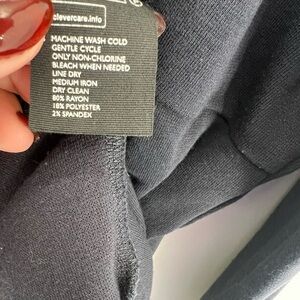 clevercare.info
MACHINE WASH COLD
GENTLE CYCLE
ONLY NON-CHLORINE
BLEACH WHEN NEEDED
LINE DRY
MEDIUM IRON
DRY CLEAN
80% RAYON
18% POLYESTER
2% SPANDEX